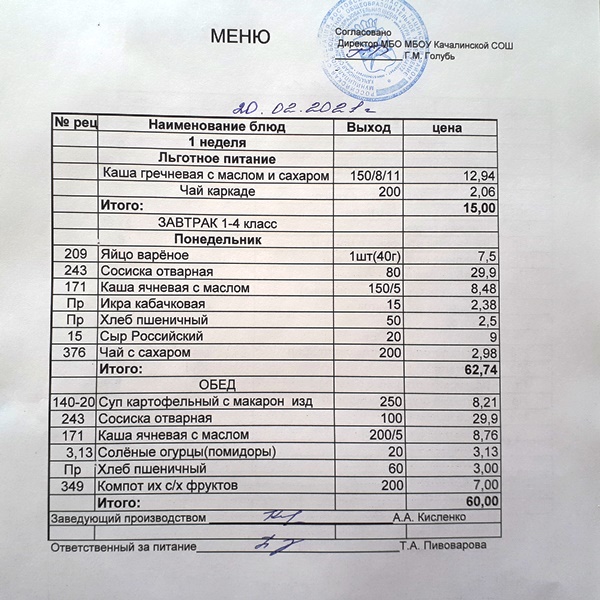 МЕНЮ
Согласовано
Директор МБО МБОУ Качалинской СОШ
Г.М. Голубь
20.02.2023г
№ рец Наименование блюд Выход цена
1 неделя
Льготное питание
Каша гречневая с маслом и сахаром 150/8/11 12,94
Чай каркаде 200 2,06
Итого: 15,00
ЗАВТРАК 1-4 класс
Понедельник
209 Яйцо варёное 1шт(40г) 7,5
243 Сосиска отварная 80 29,9
171 Каша ячневая с маслом 150/5 8,48
Пр Икра кабачковая 15 2,38
Пр Хлеб пшеничный 50 2,5
15 Сыр Российский 20 9
376 Чай с сахаром 200 2,98
Итого: 62,74
ОБЕД
140-20 Суп картофельный с макарон изд 250 8,21
243 Сосиска отварная 100 29,9
171 Каша ячневая с маслом 200/5 8,76
3,13 Солёные огурцы(помидоры) 20 3,13
Пр Хлеб пшеничный 60 3,00
349 Компот их с/х фруктов 200 7,00
Итого: 60,00
Заведующий производством А.А. Кисленко
Ответственный за питание Т.А. Пивоварова